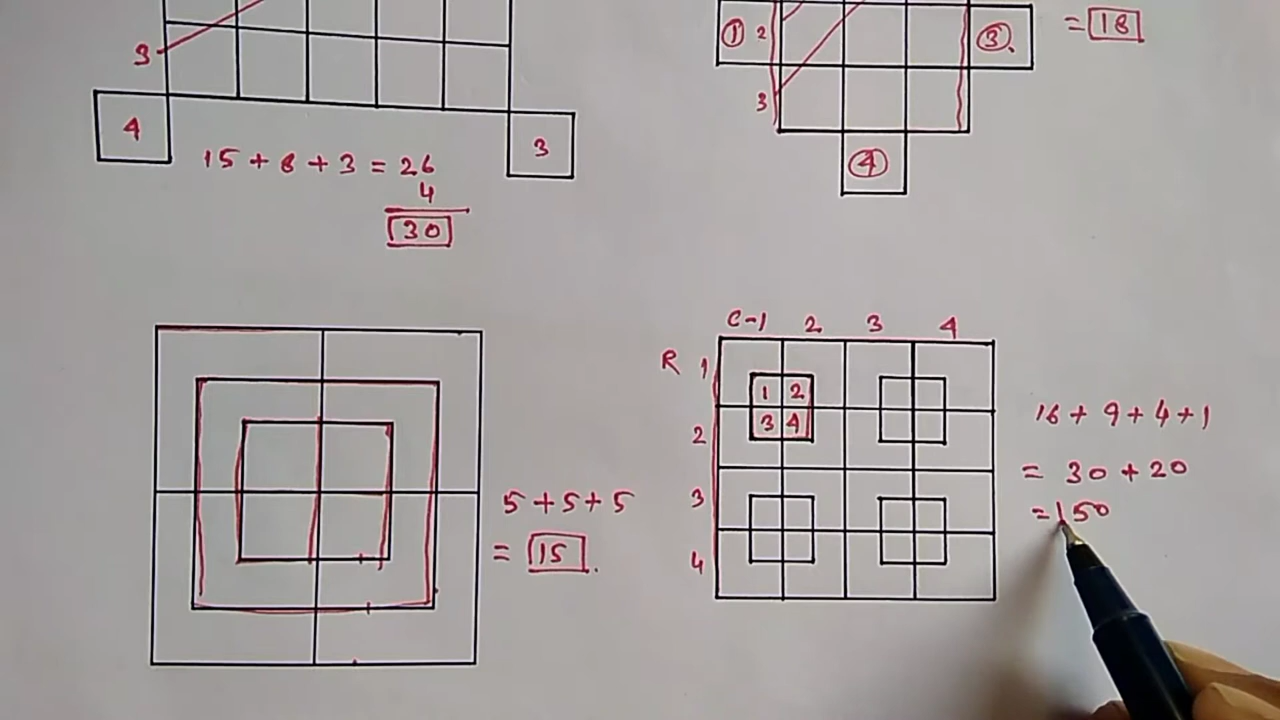 3
4
3
15 + 8 + 3 = 26
4
30
1 2
3
3
4
= 18
5 + 5 + 5
= 15.
C-1 2 3 4
R 1
2
3
4
1 2
3 4
16 + 9 + 4 + 1
= 30 + 20
= 50